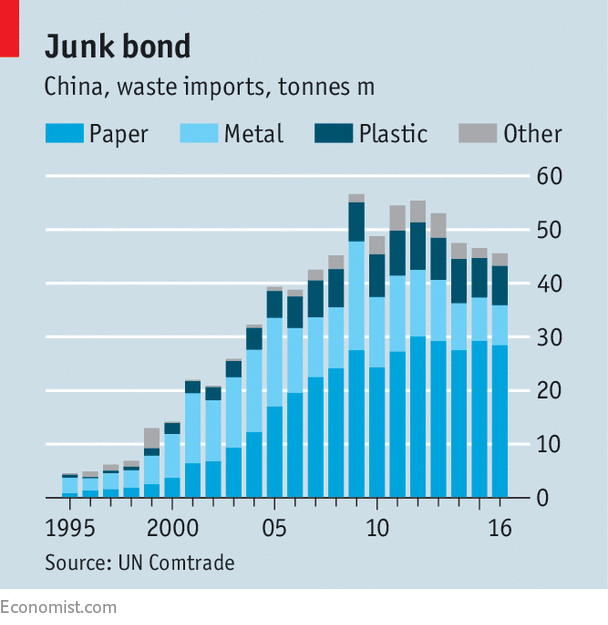 Junk bond
China, waste imports, tonnes m
Paper Metal Plastic Other
60
50
40
30
20
10
0
1995 2000 05 10 16
Source: UN Comtrade
Economist.com